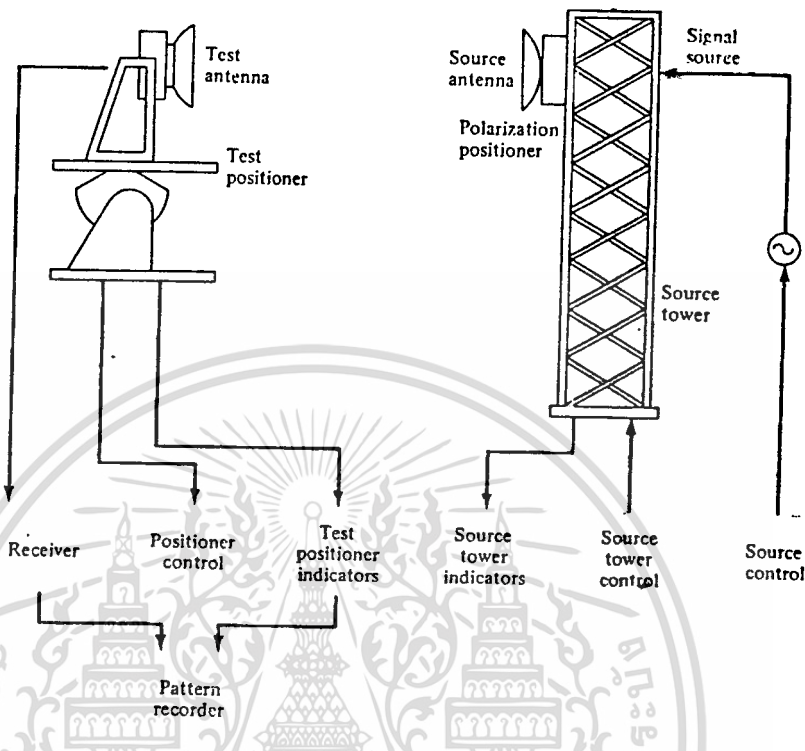 Test
antenna
Test
positioner
Source
antenna
Polarization
positioner
Signal
source
Source
tower
Receiver
Positioner
control
Test
positioner
indicators
Source
tower
indicators
Source
tower
control
Source
control
Pattern
recorder